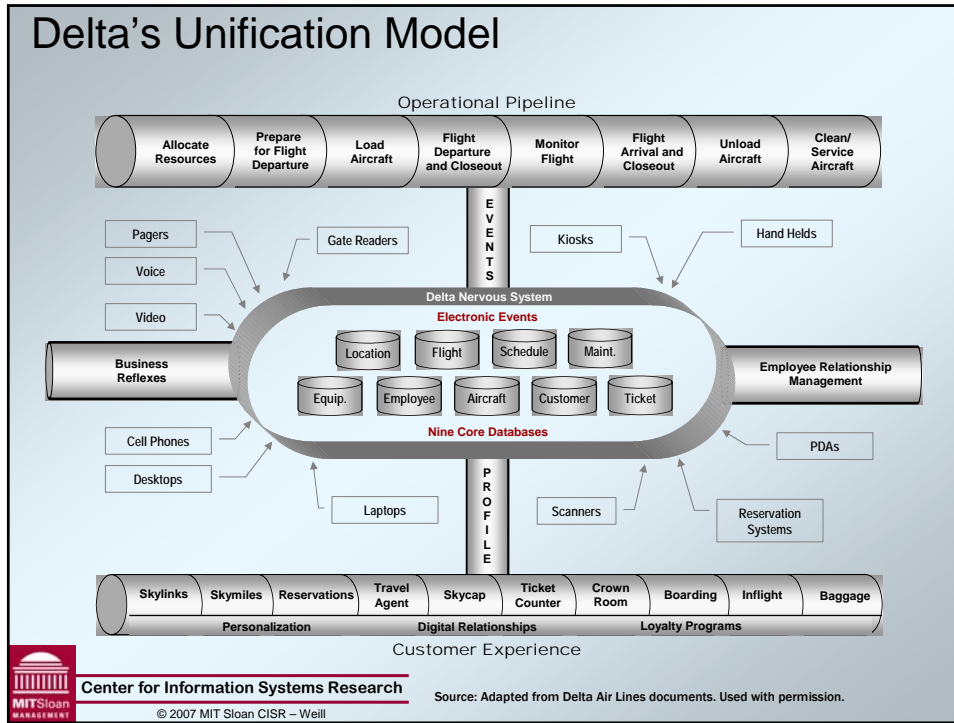 Delta's Unification Model
Operational Pipeline
Allocate
Resources
Prepare
for Flight
Departure
Load
Aircraft
Flight
Departure
and Closeout
Monitor
Flight
Flight
Arrival and
Closeout
Unload
Aircraft
Clean/
Service
Aircraft
EVENTS
Pagers
Gate Readers
Kiosks
Hand Helds
Voice
Video
Delta Nervous System
Electronic Events
Location
Flight
Schedule
Maint.
Business
Reflexes
Employee Relationship
Management
Equip.
Employee
Aircraft
Customer
Ticket
Nine Core Databases
Cell Phones
PDAs
Desktops
Laptops
Scanners
Reservation
Systems
PROFILE
Skylinks
Skymiles
Reservations
Travel
Agent
Skycap
Ticket
Counter
Crown
Room
Boarding
Inflight
Baggage
Personalization
Digital Relationships
Loyalty Programs
Customer Experience
MITSloan
MANAGEMENT
Center for Information Systems Research
Source: Adapted from Delta Air Lines documents. Used with permission.
© 2007 MIT Sloan CISR – Weill